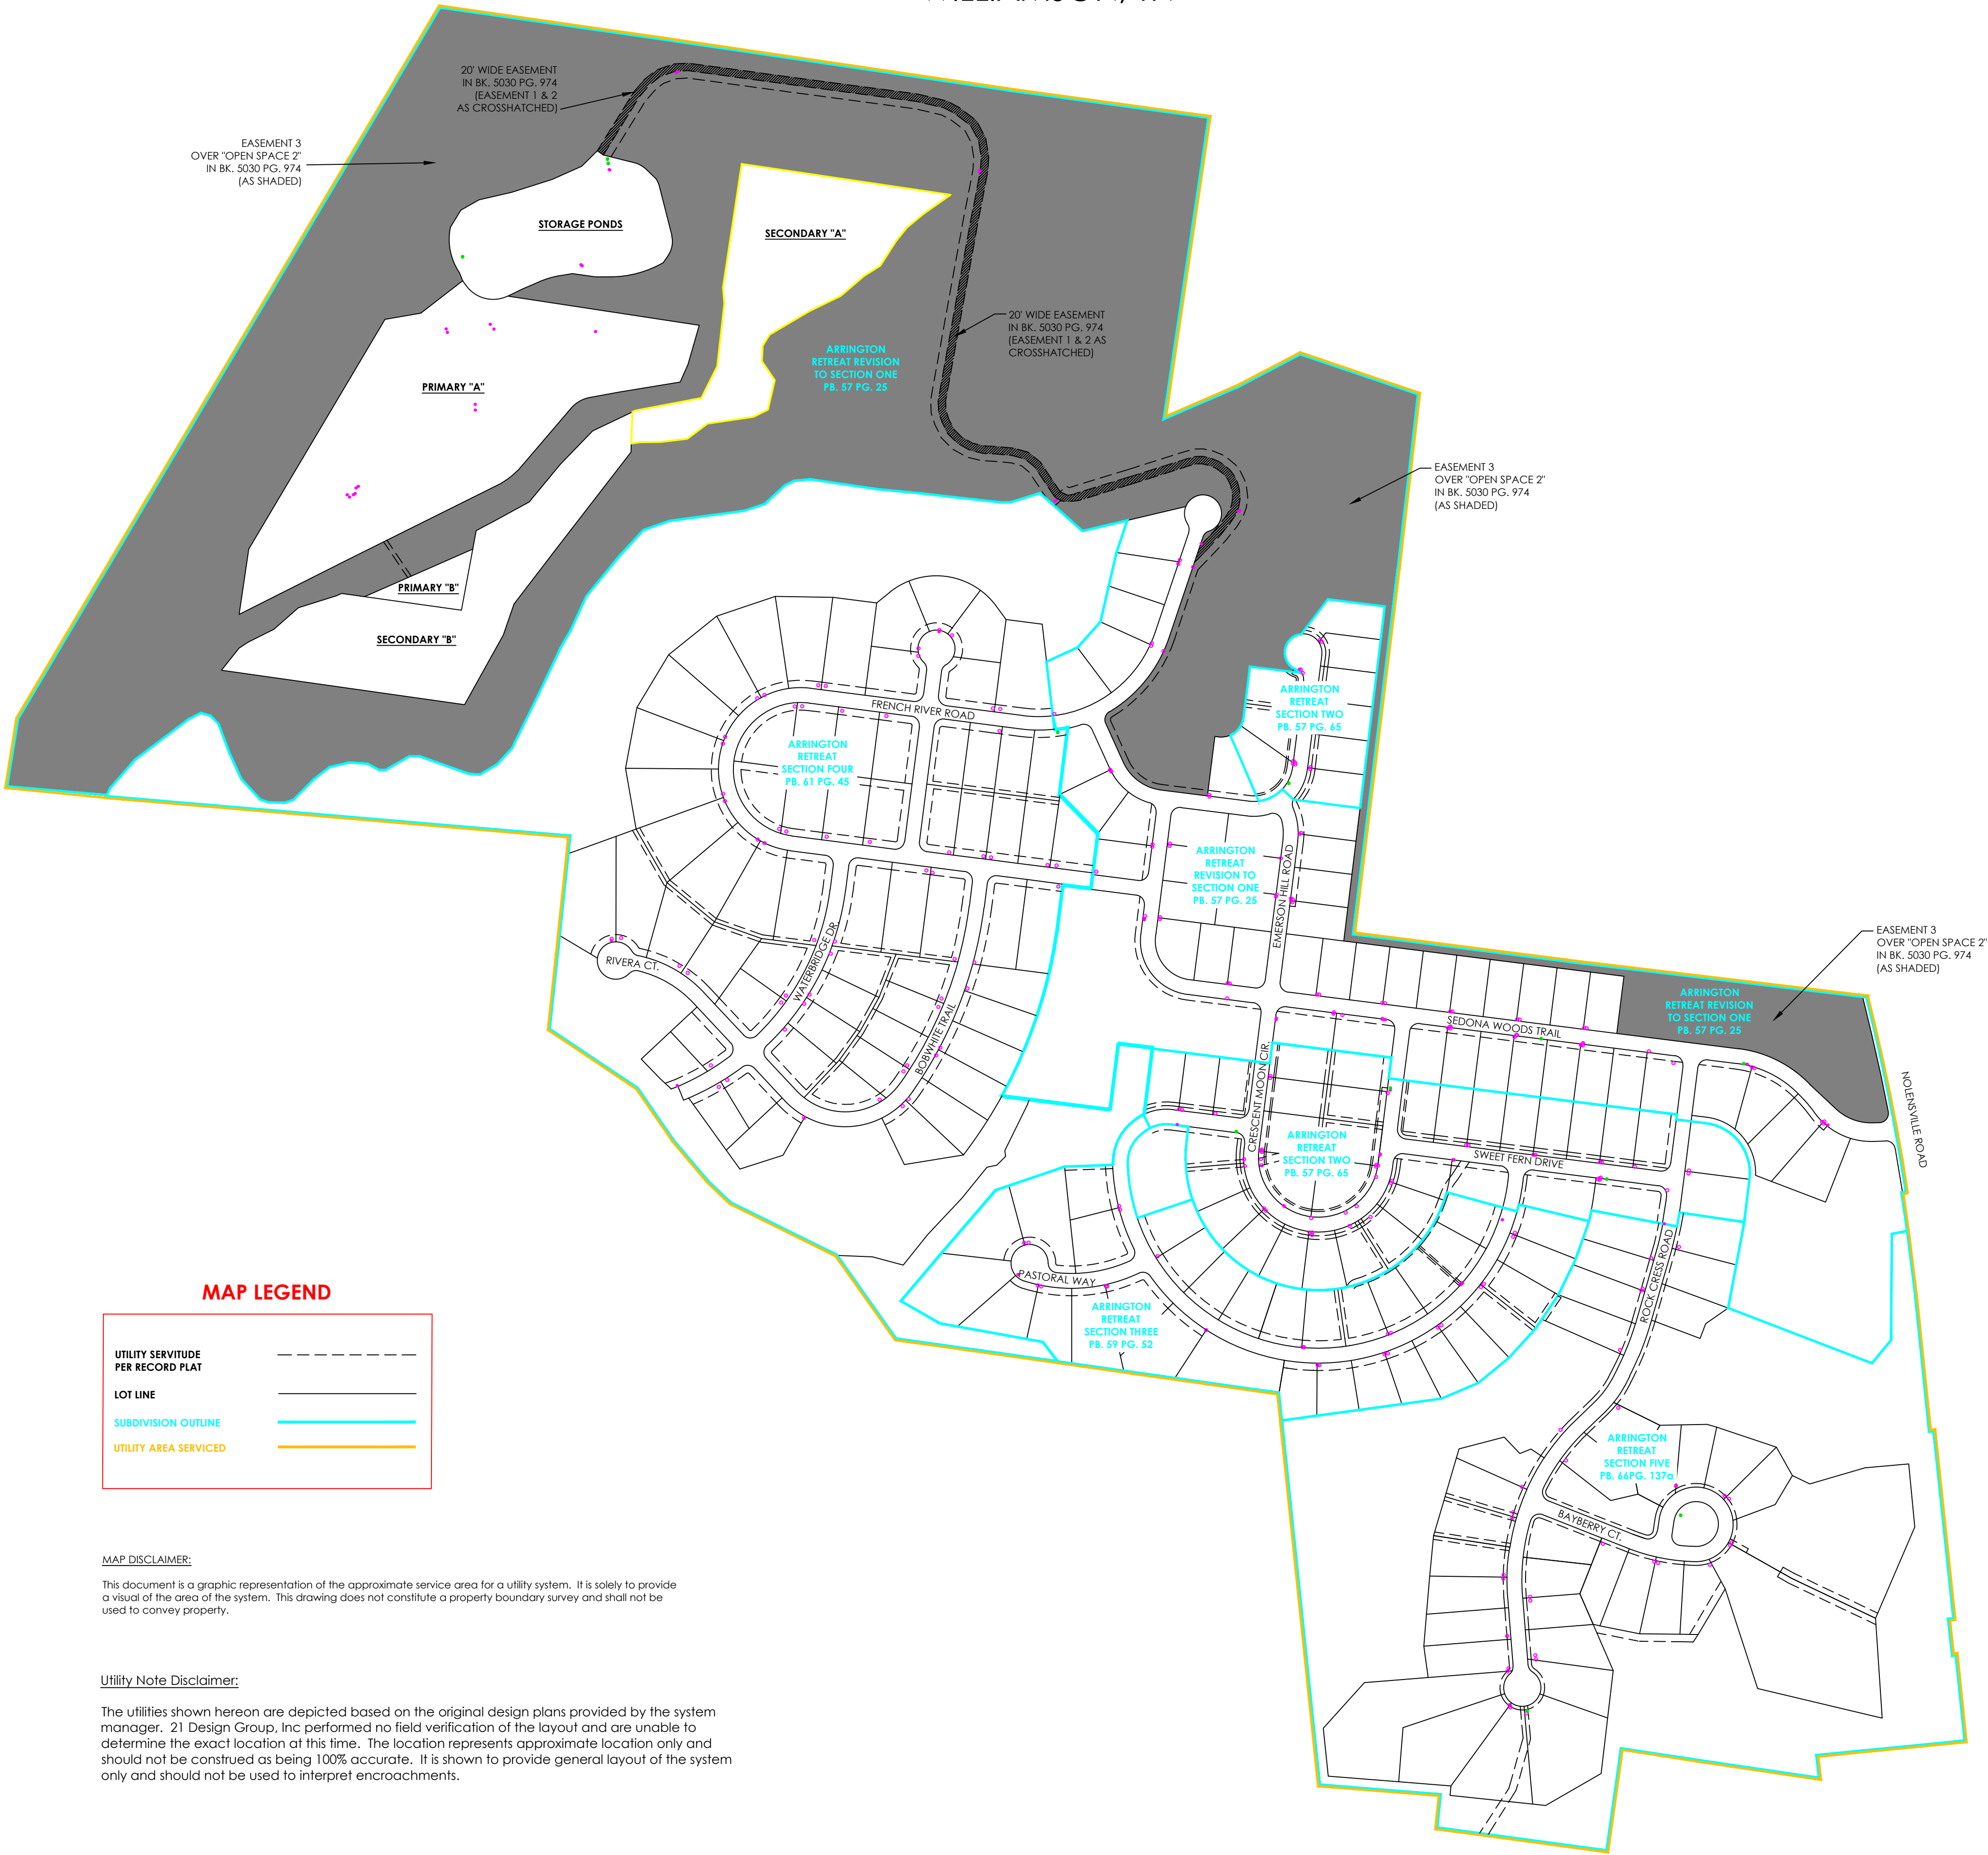 20' WIDE EASEMENT
IN BK. 5030 PG. 974
(EASEMENT 1 & 2
AS CROSSHATCHED)
EASEMENT 3
OVER "OPEN SPACE 2"
IN BK. 5030 PG. 974
(AS SHADED)
STORAGE PONDS
SECONDARY "A"
20' WIDE EASEMENT
IN BK. 5030 PG. 974
(EASEMENT 1 & 2 AS
CROSSHATCHED)
ARRINGTON
RETREAT REVISION
TO SECTION ONE
PB. 57 PG. 25
PRIMARY "A"
EASEMENT 3
OVER "OPEN SPACE 2"
IN BK. 5030 PG. 974
(AS SHADED)
PRIMARY "B"
SECONDARY "B"
FRENCH RIVER ROAD
ARRINGTON
RETREAT
SECTION TWO
PB. 57 PG. 65
ARRINGTON
RETREAT
SECTION FOUR
PB. 61 PG. 45
ARRINGTON
RETREAT
REVISION TO
SECTION ONE
PB. 57 PG. 25
EMERSON HILL ROAD
EASEMENT 3
OVER "OPEN SPACE 2"
IN BK. 5030 PG. 974
(AS SHADED)
RIVERA CT.
WATERBRIDGE DR.
BOBWHITE TRAIL
ARRINGTON
RETREAT REVISION
TO SECTION ONE
PB. 57 PG. 25
SEDONA WOODS TRAIL
CRESCENT MOON CIR.
NOLENSVILLE ROAD
ARRINGTON
RETREAT
SECTION TWO
PB. 57 PG. 65
SWEET FERN DRIVE
PASTORAL WAY
ROCK CRESS ROAD
ARRINGTON
RETREAT
SECTION THREE
PB. 59 PG. 52
MAP LEGEND
UTILITY SERVITUDE
PER RECORD PLAT
LOT LINE
SUBDIVISION OUTLINE
UTILITY AREA SERVICED
ARRINGTON
RETREAT
SECTION FIVE
PB. 66PG. 137a
BAYBERRY CT.
MAP DISCLAIMER:
This document is a graphic representation of the approximate service area for a utility system. It is solely to provide
a visual of the area of the system. This drawing does not constitute a property boundary survey and shall not be
used to convey property.
Utility Note Disclaimer:
The utilities shown hereon are depicted based on the original design plans provided by the system
manager. 21 Design Group, Inc performed no field verification of the layout and are unable to
determine the exact location at this time. The location represents approximate location only and
should not be construed as being 100% accurate. It is shown to provide general layout of the system
only and should not be used to interpret encroachments.